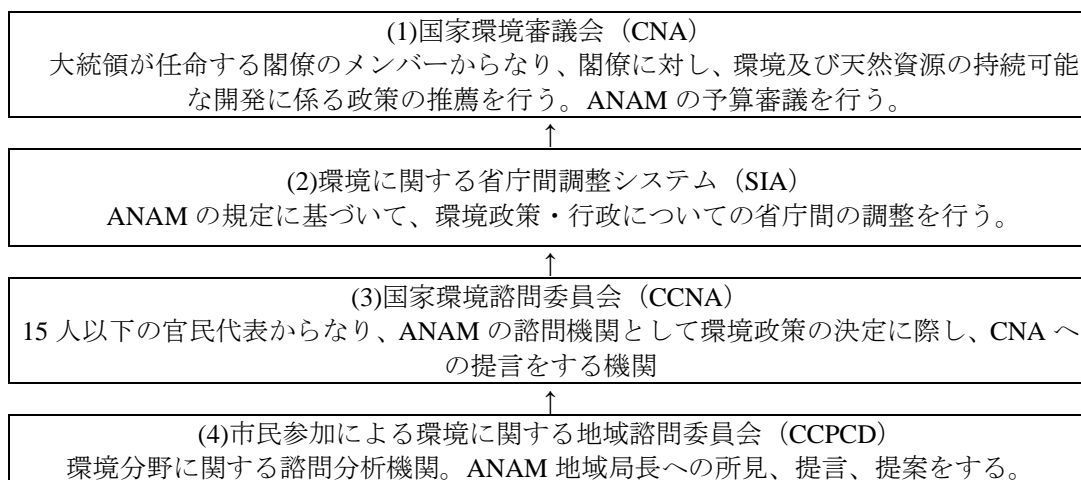 (1)国家環境審議会（CNA）
大統領が任命する閣僚のメンバーからなり、閣僚に対し、環境及び天然資源の持続可能
な開発に係る政策の推薦を行う。ANAM の予算審議を行う。
↑
(2)環境に関する省庁間調整システム（SIA）
ANAM の規定に基づいて、環境政策・行政についての省庁間の調整を行う。
↑
(3)国家環境諮問委員会（CCNA）
15 人以下の官民代表からなり、ANAM の諮問機関として環境政策の決定に際し、CNA へ
の提言をする機関
↑
(4)市民参加による環境に関する地域諮問委員会（CCPCD）
環境分野に関する諮問分析機関。ANAM 地域局長への所見、提言、提案をする。